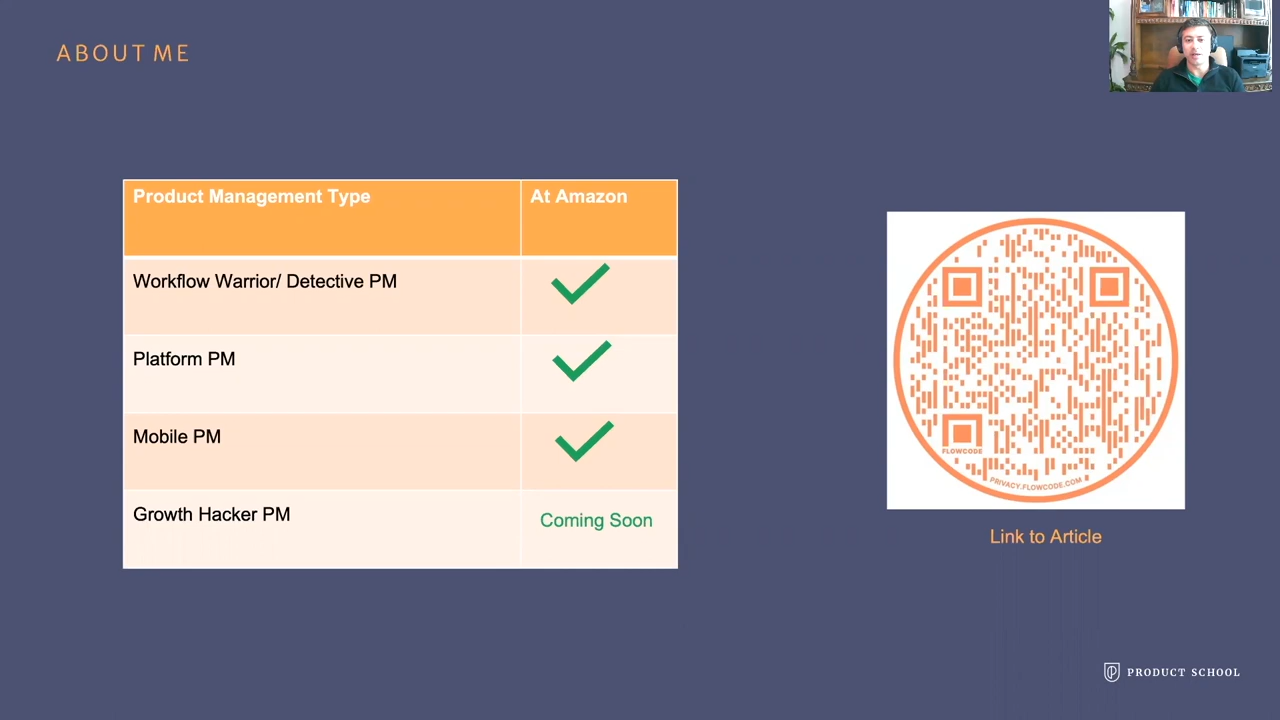 ABOUT ME
Product Management Type At Amazon
Workflow Warrior/ Detective PM
Platform PM
Mobile PM
Growth Hacker PM Coming Soon
FLOWCODE
PRIVACY.FLOWCODE.COM
Link to Article
PRODUCT SCHOOL